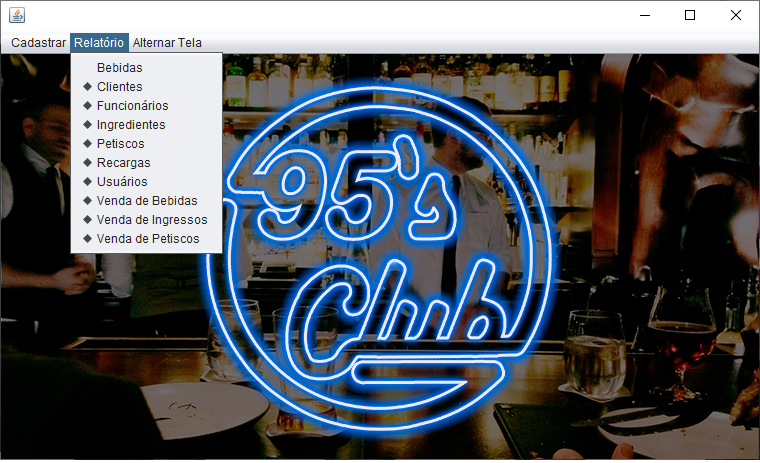 Cadastrar Relatório Alternar Tela
Bebidas
Clientes
Funcionários
Ingredientes
Petiscos
Recargas
Usuários
Venda de Bebidas
Venda de Ingressos
Venda de Petiscos
95's
Club